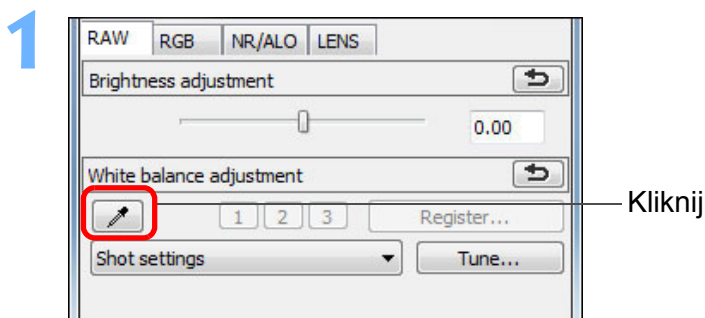 1
RAW RGB NR/ALO LENS
Brightness adjustment
0.00
White balance adjustment
1 2 3 Register...
Kliknij
Shot settings Tune...